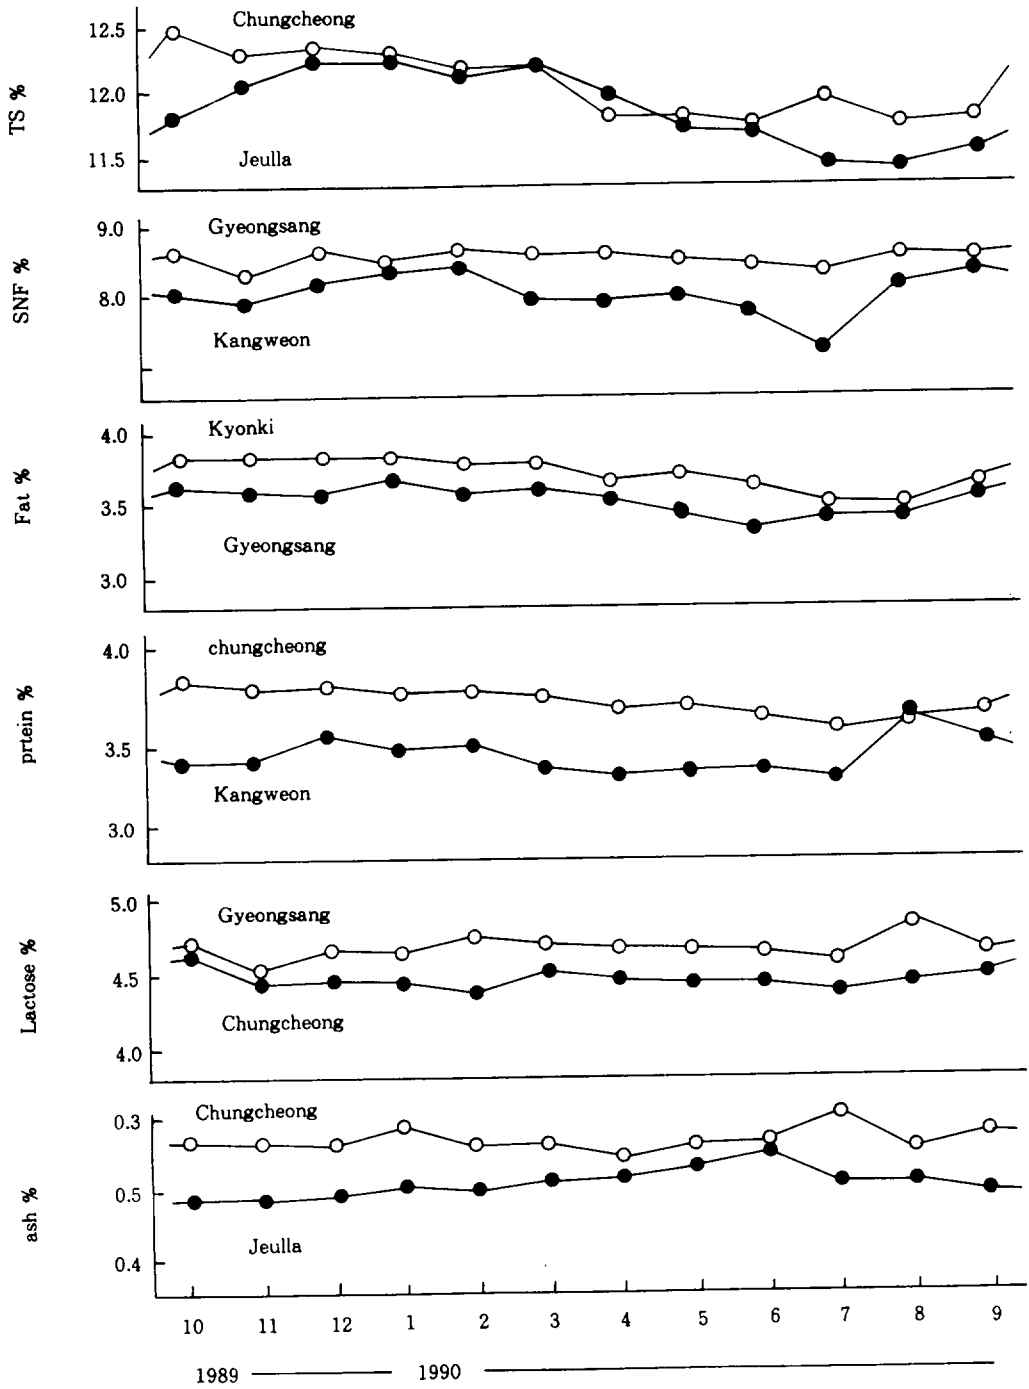 Chungcheong
12.5
TS %
12.0
11.5
Jeulla
9.0
Gyeongsang
SNF %
8.0
Kangweon
4.0
Kyonki
Fat %
3.5
Gyeongsang
3.0
4.0
chungcheong
prtein %
3.5
Kangweon
3.0
5.0
Gyeongsang
Lactose %
4.5
Chungcheong
4.0
0.3
Chungcheong
ash %
0.5
Jeulla
0.4
10 11 12 1 2 3 4 5 6 7 8 9
1989 1990